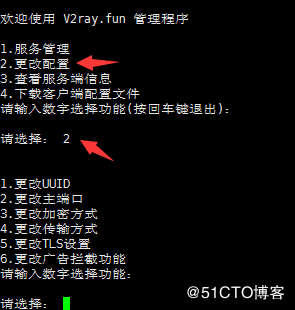 欢迎使用 V2ray.fun 管理程序
1.服务管理
2.更改配置
3.查看服务端信息
4.下载客户端配置文件
请输入数字选择功能(按回车键退出):
请选择: 2
1.更改UUID
2.更改主端口
3.更改加密方式
4.更改传输方式
5.更改TLS设置
6.更改广告拦截功能
请输入数字选择功能:
请选择:
@51CTO博客